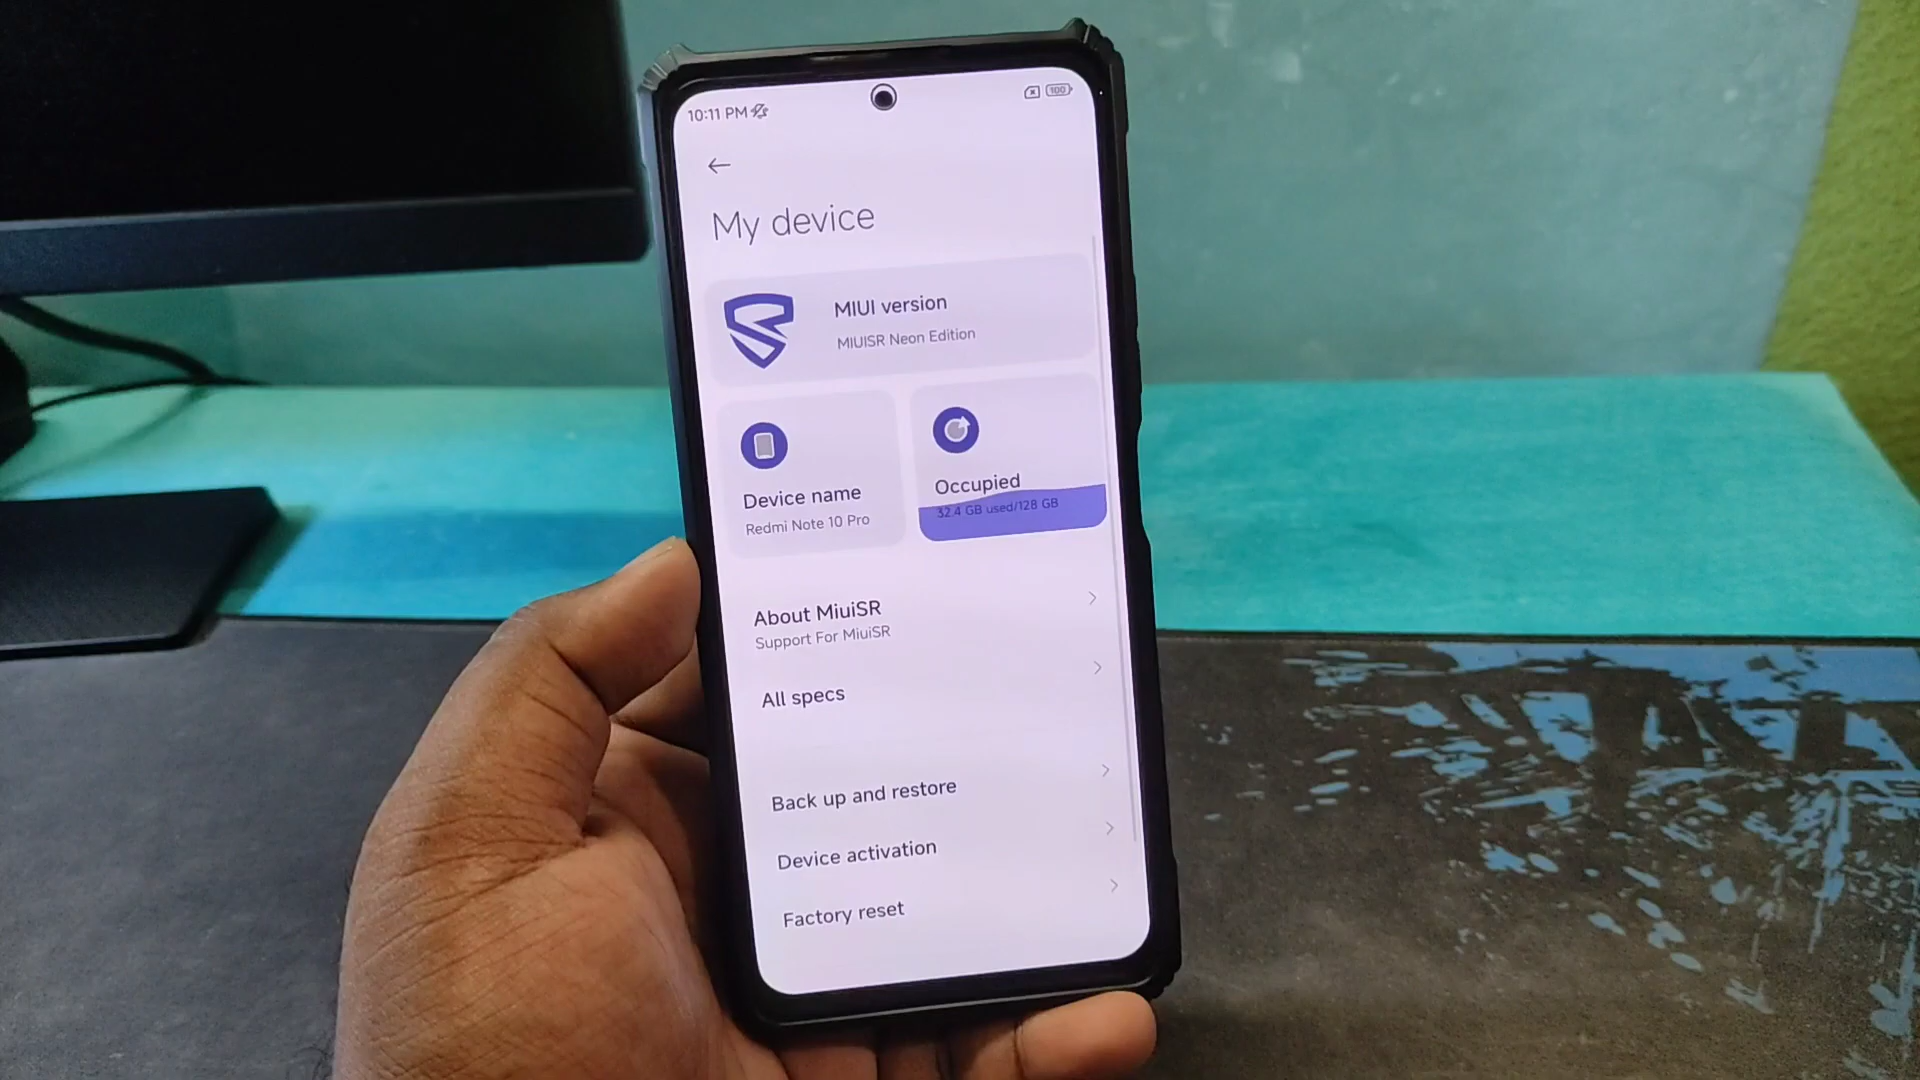 10:11 PM
100
My device
MIUI version
MIUISR Neon Edition
Device name
Redmi Note 10 Pro
Occupied
32.4 GB used/128 GB
About MiuiSR
Support For MiuiSR
All specs
Back up and restore
Device activation
Factory reset